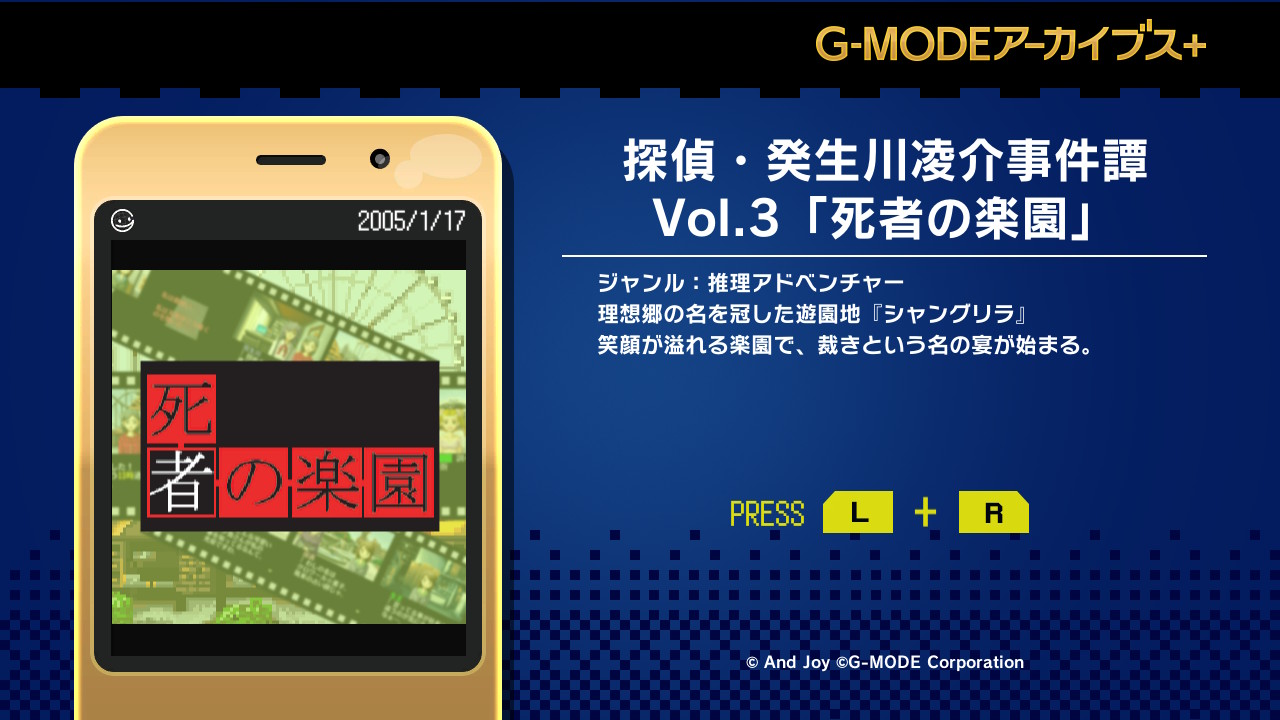 G-MODEアーカイブス+
2005/1/17
死
者の楽園
探偵・癸生川凌介事件譚
Vol.3「死者の楽園」
ジャンル：推理アドベンチャー
理想郷の名を冠した遊園地『シャングリラ』
笑顔が溢れる楽園で、裁きという名の宴が始まる。
PRESS L + R
© And Joy ©G-MODE Corporation